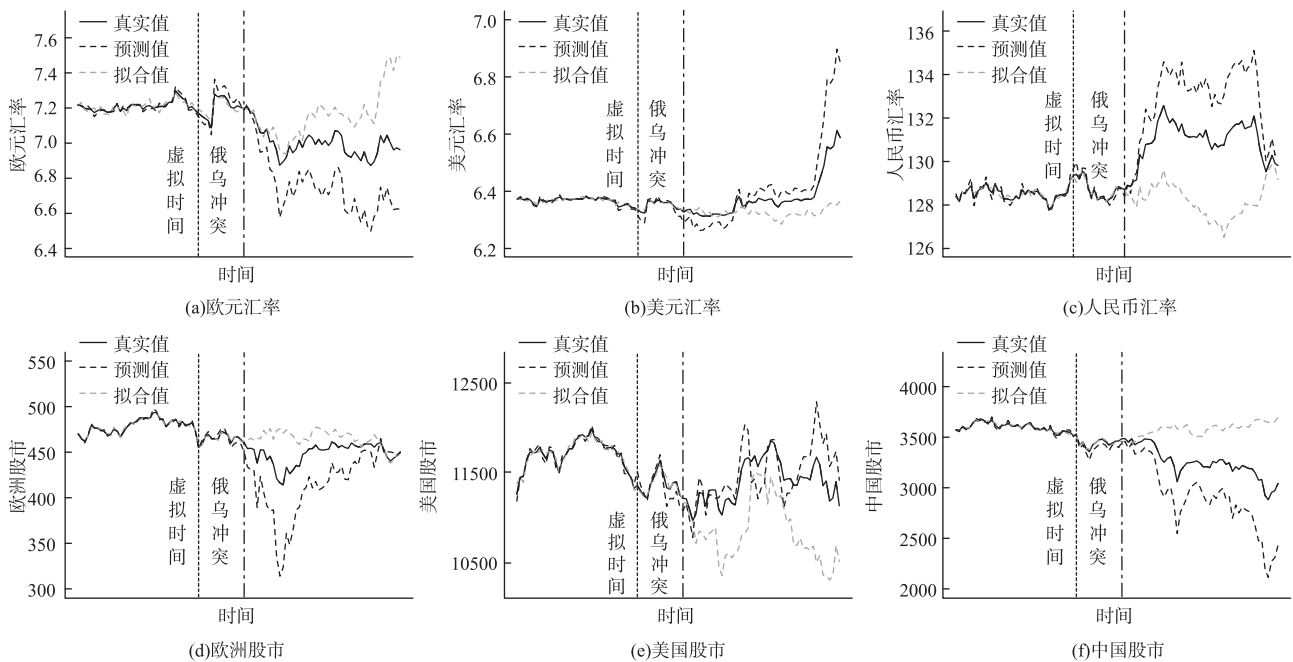 真实值
预测值
拟合值
7.6
7.4
7.2
7.0
6.8
6.6
6.4
欧元汇率
虚拟时间
俄乌冲突
时间
(a)欧元汇率
真实值
预测值
拟合值
7.0
6.8
6.6
6.4
6.2
美元汇率
虚拟时间
俄乌冲突
时间
(b)美元汇率
真实值
预测值
拟合值
136
134
132
130
128
126
人民币汇率
虚拟时间
俄乌冲突
时间
(c)人民币汇率
真实值
预测值
拟合值
550
500
450
400
350
300
欧洲股市
虚拟时间
俄乌冲突
时间
(d)欧洲股市
真实值
预测值
拟合值
12500
11500
10500
美国股市
虚拟时间
俄乌冲突
时间
(e)美国股市
真实值
预测值
拟合值
4000
3500
3000
2500
2000
中国股市
虚拟时间
俄乌冲突
时间
(f)中国股市